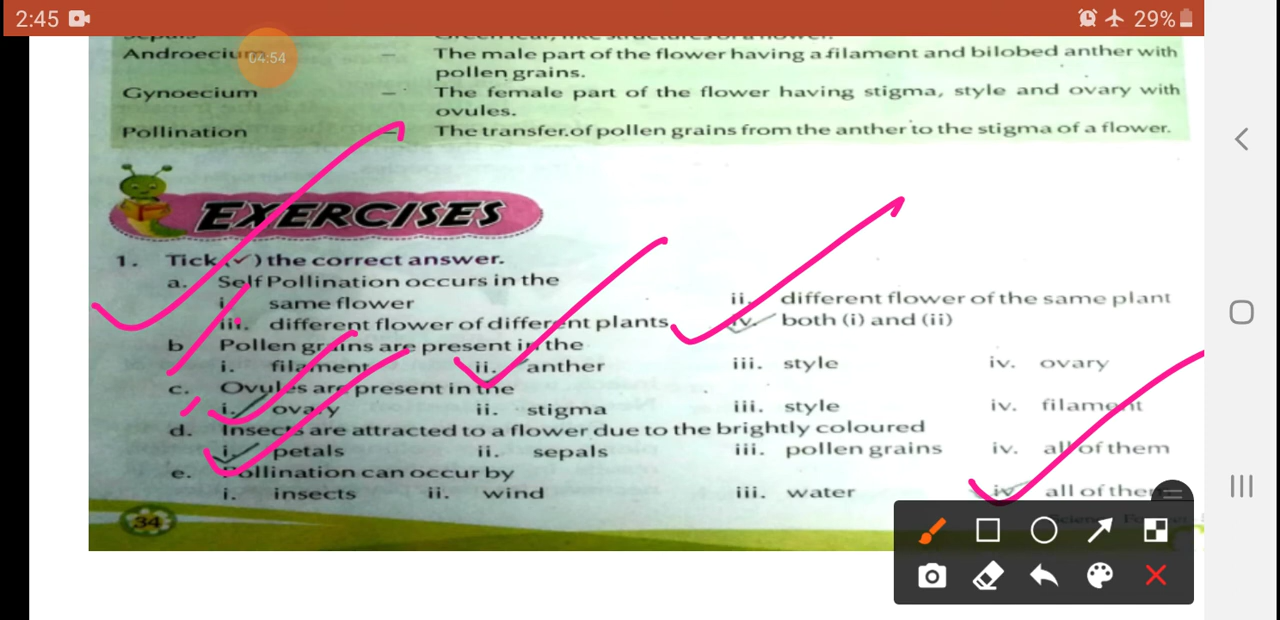 2:45 29%
04:54
Androecium – The male part of the flower having a filament and bilobed anther with
pollen grains.
Gynoecium – The female part of the flower having stigma, style and ovary with
ovules.
Pollination – The transfer of pollen grains from the anther to the stigma of a flower.
EXERCISES
1. Tick (✓) the correct answer.
a. Self Pollination occurs in the
i. same flower ii. different flower of the same plant
iii. different flower of different plants iv. both (i) and (ii)
b Pollen grains are present in the
i. filament ii. anther iii. style iv. ovary
c. Ovules are present in the
i. ovary ii. stigma iii. style iv. filament
d. Insects are attracted to a flower due to the brightly coloured
i. petals ii. sepals iii. pollen grains iv. all of them
e. Pollination can occur by
i. insects ii. wind iii. water iv all of them
34